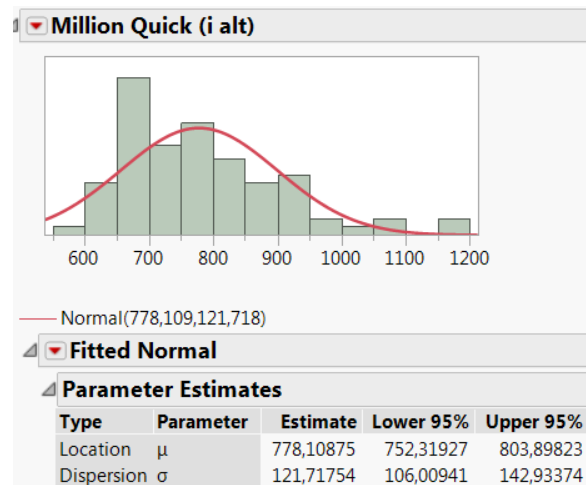 Million Quick (i alt)
600 700 800 900 1000 1100 1200
Normal(778,109,121,718)
Fitted Normal
Parameter Estimates
Type Parameter Estimate Lower 95% Upper 95%
Location μ 778,10875 752,31927 803,89823
Dispersion σ 121,71754 106,00941 142,93374